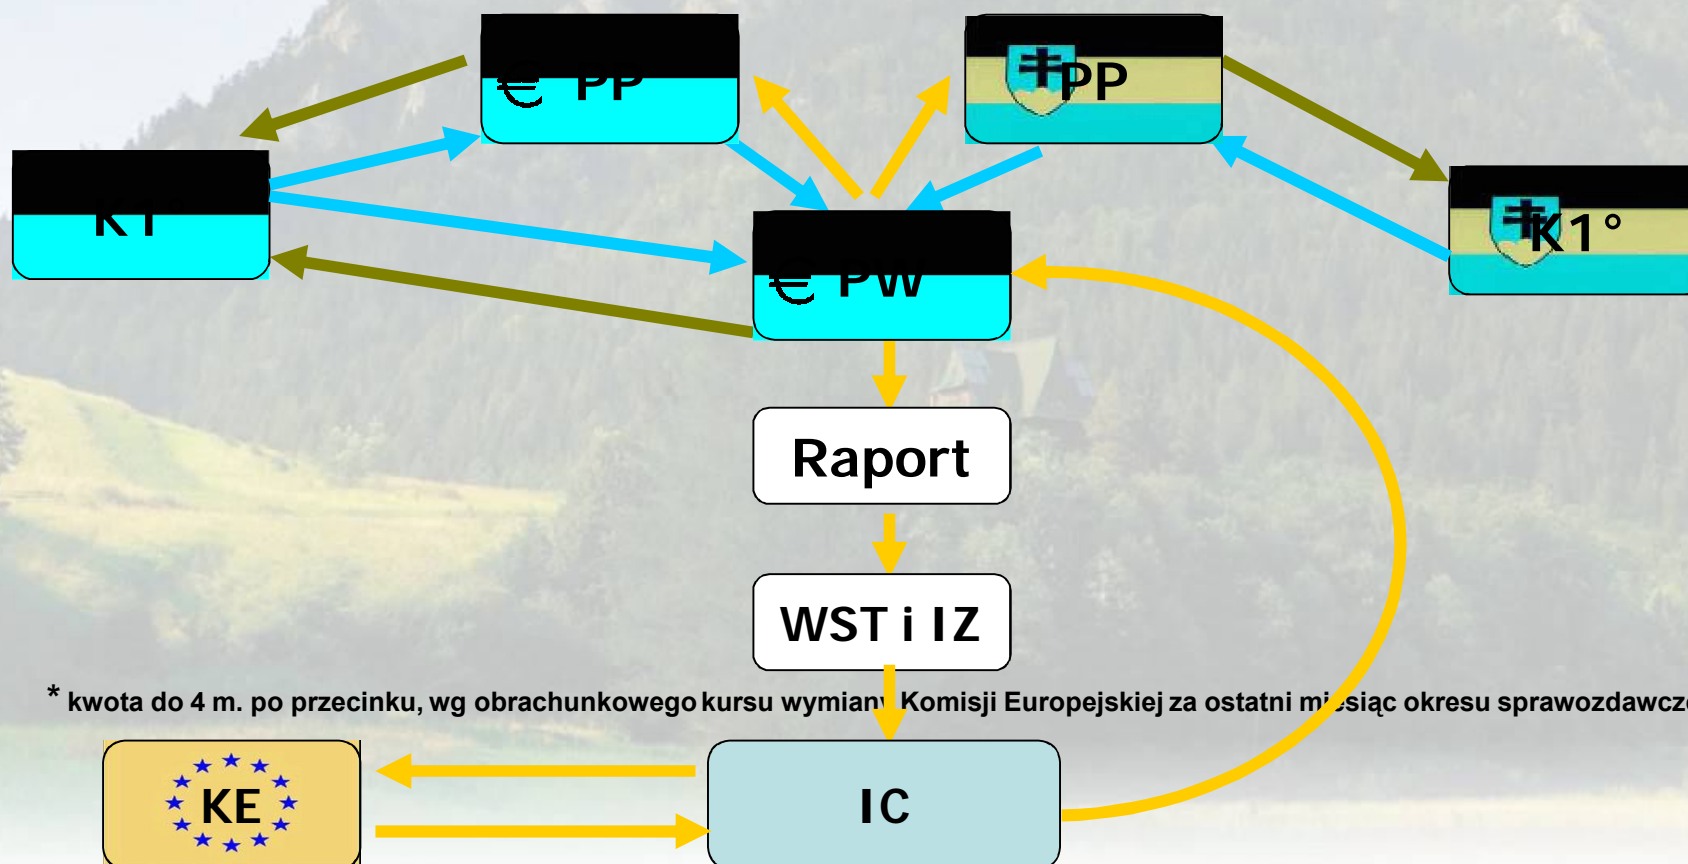 € PP
PP
K1°
K1°
€ PW
Raport
WST i IZ
* kwota do 4 m. po przecinku, wg obrachunkowego kursu wymiany Komisji Europejskiej za ostatni miesiąc okresu
KE
IC